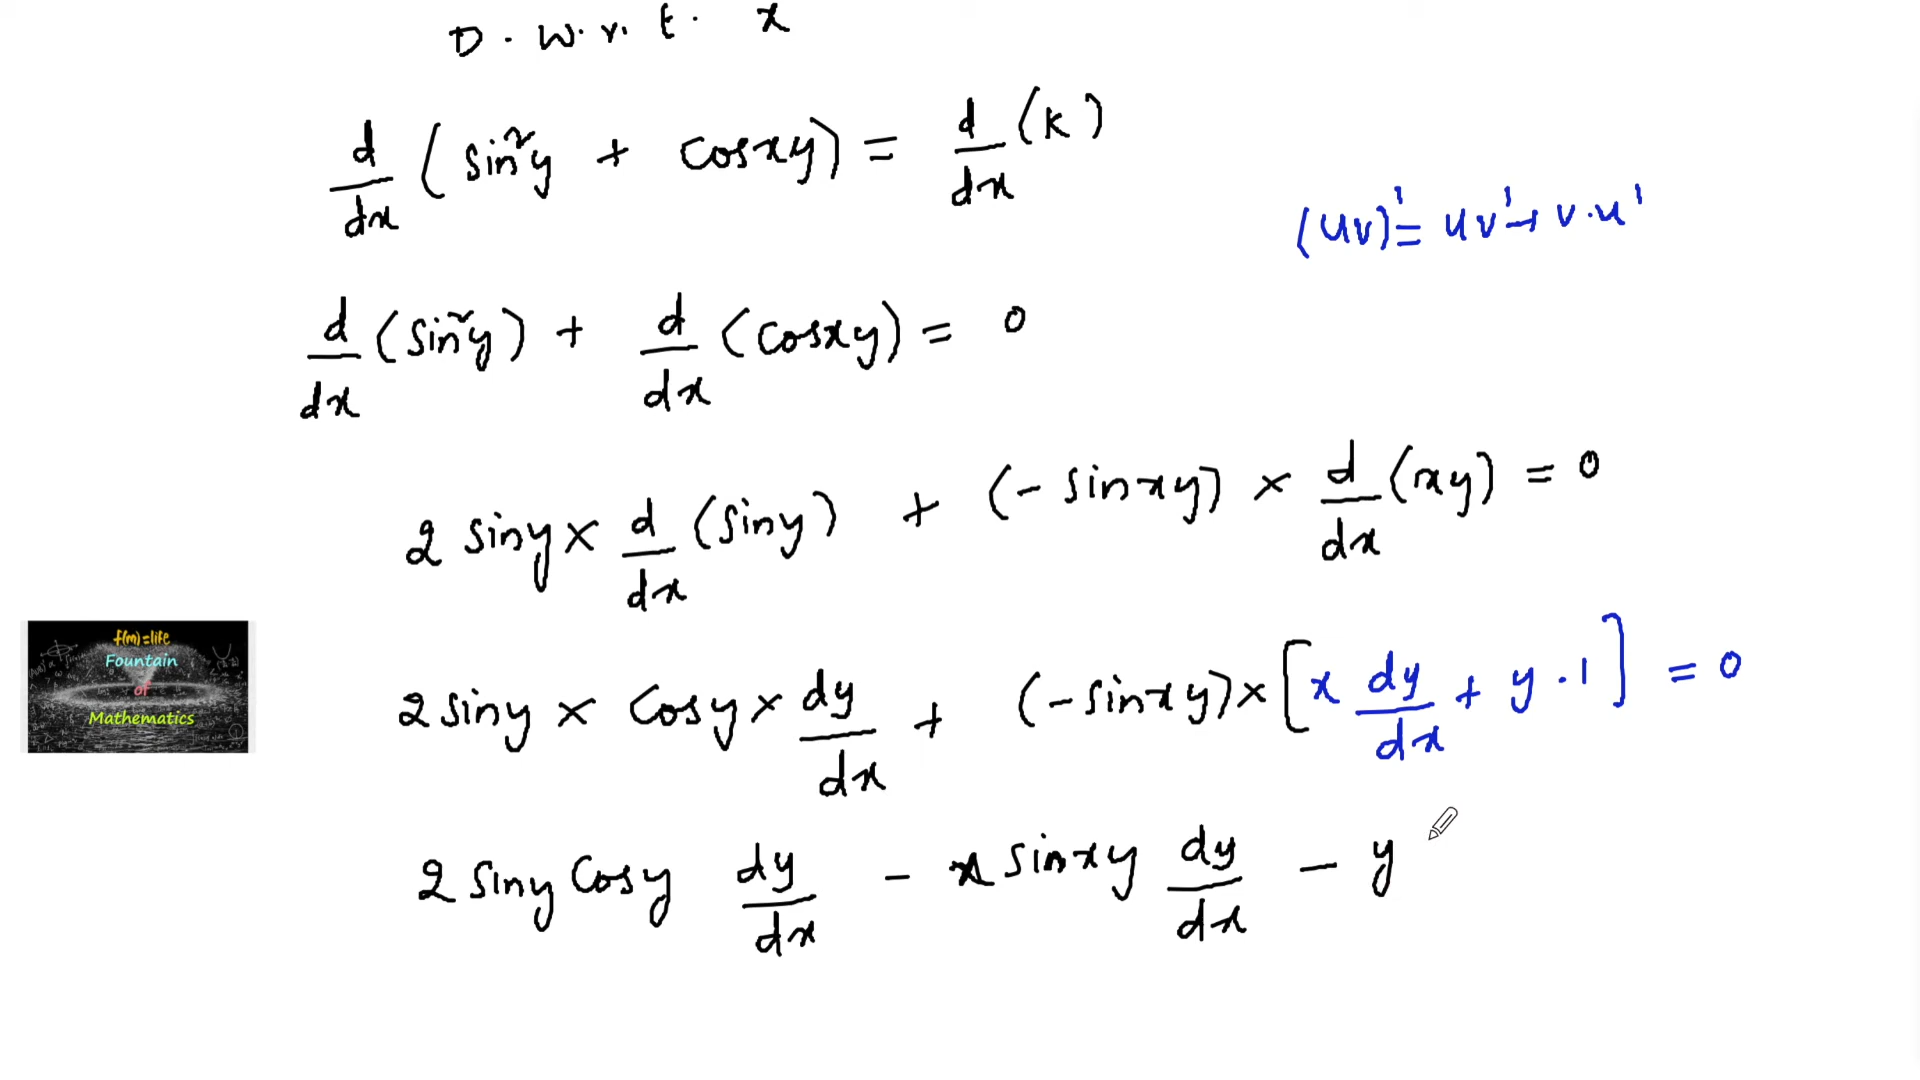 D. w. r. t. x
d/dx (sin²y + cosxy) = d/dx (k)
(uv)' = uv' + v.u'
d/dx (sin²y) + d/dx (cosxy) = 0
2 siny × d/dx (siny) + (- sinxy) × d/dx (xy) = 0
2 siny × cosy × dy/dx + (-sinxy) × [x dy/dx + y . 1] = 0
2 siny cosy dy/dx - x sinxy dy/dx - y
f(m)=life
Fountain
of
Mathematics